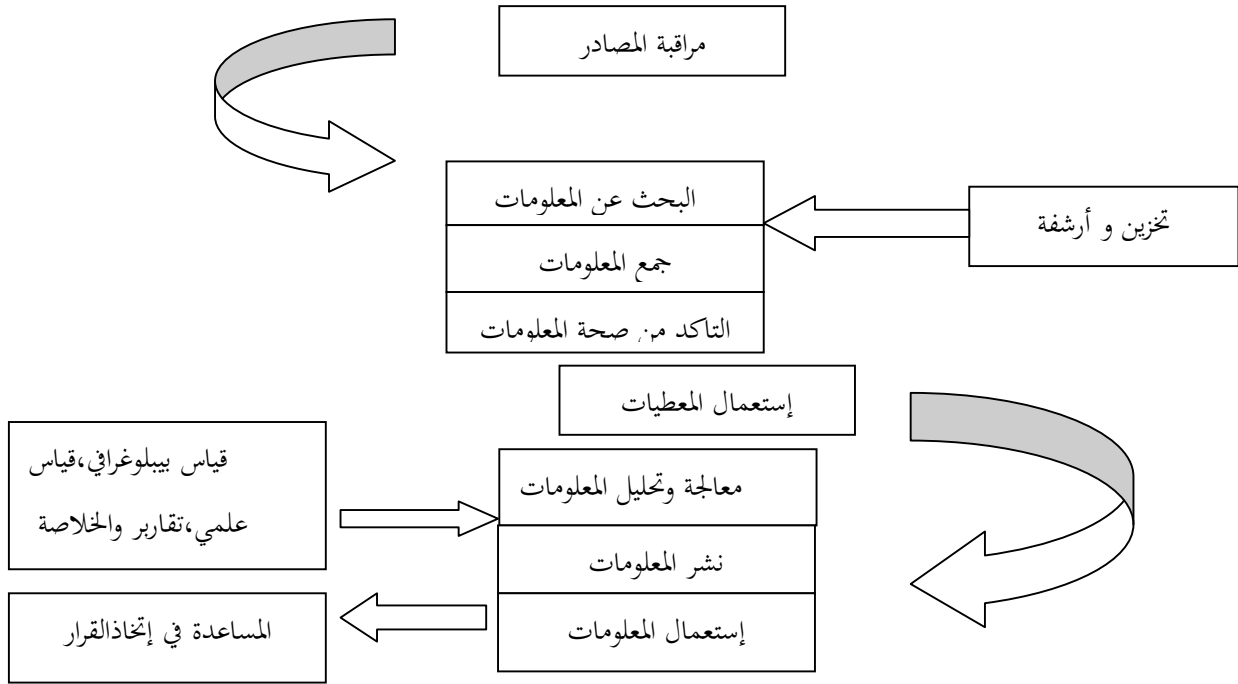 مراقبة المصادر
البحث عن المعلومات
تخزين و أرشفة
جمع المعلومات
التاكد من صحة المعلومات
إستعمال المعطيات
قياس بيبلوغرافي،قياس
علمي،تقارير والخلاصة
معالجة وتحليل المعلومات
نشر المعلومات
إستعمال المعلومات
المساعدة في إتخاذالقرار